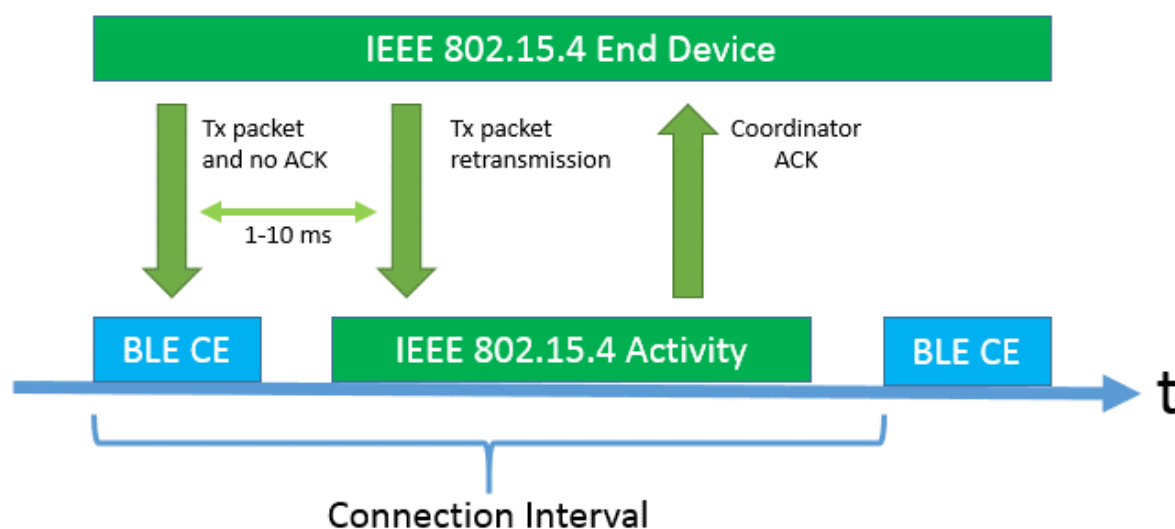 IEEE 802.15.4 End Device
Tx packet
and no ACK
Tx packet
retransmission
Coordinator
ACK
1-10 ms
BLE CE
IEEE 802.15.4 Activity
BLE CE
t
Connection Interval